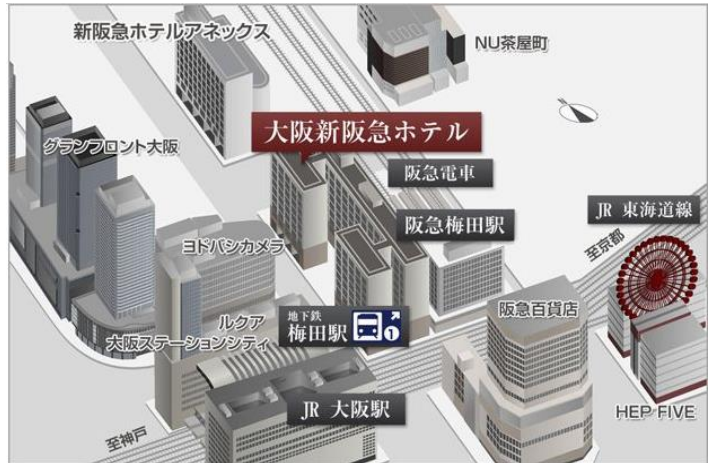 新阪急ホテルアネックス
NU茶屋町
大阪新阪急ホテル
グランフロント大阪
阪急電車
阪急梅田駅
JR 東海道線
至京都
ヨドバシカメラ
地下鉄
梅田駅
1
阪急百貨店
ルクア
大阪ステーションシティ
JR 大阪駅
HEP FIVE
至神戸